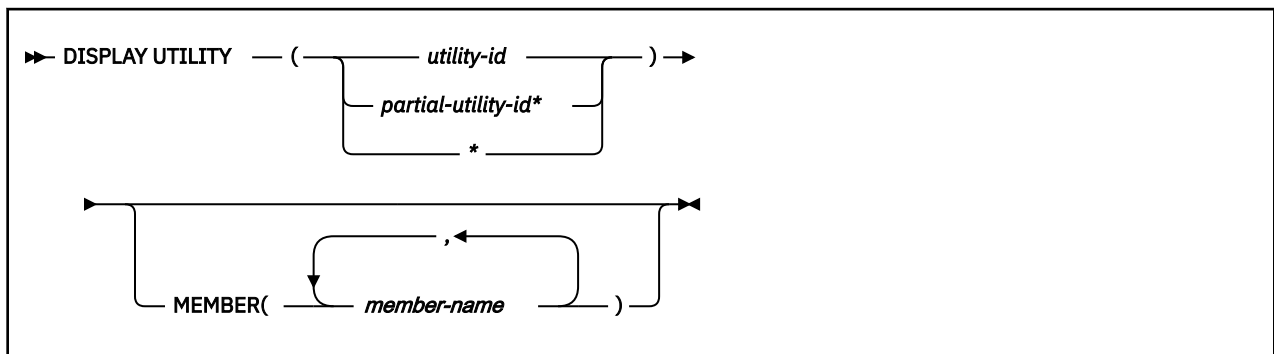 DISPLAY UTILITY ( utility-id )
partial-utility-id*
*
,
MEMBER( member-name )